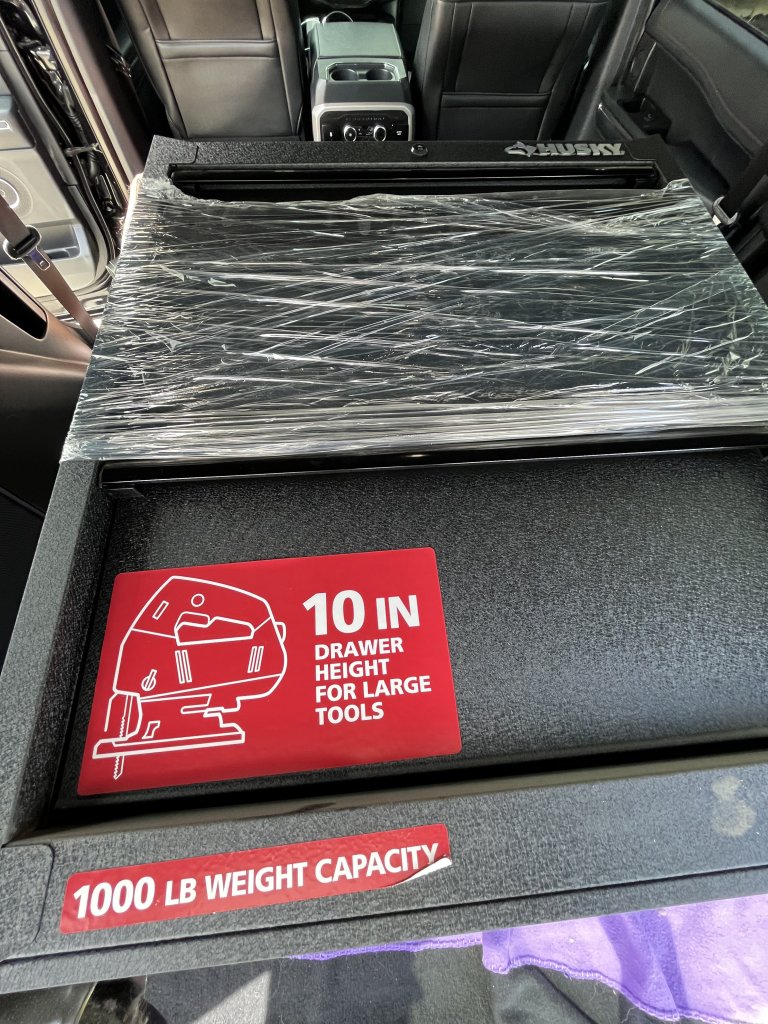 HUSKY
10 IN
DRAWER
HEIGHT
FOR LARGE
TOOLS
1000 LB WEIGHT CAPACITY